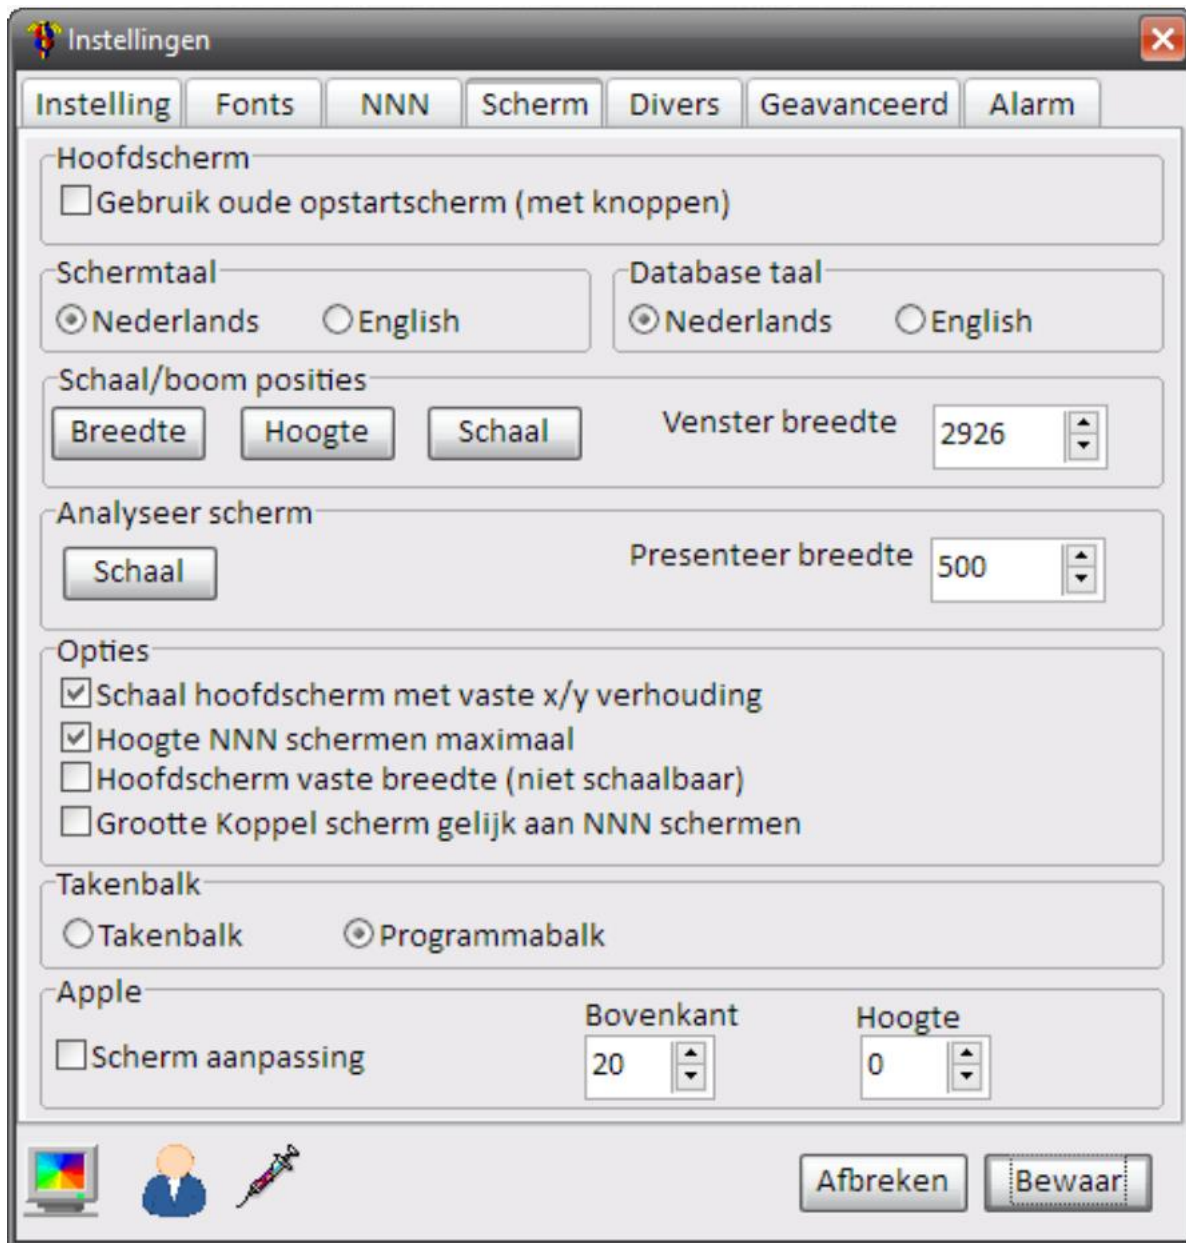 Instellingen
Instelling Fonts NNN Scherm Divers Geavanceerd Alarm
Hoofdscherm
Gebruik oude opstartscherm (met knoppen)
Schermtaal Database taal
Nederlands English Nederlands English
Schaal/boom posities
Breedte Hoogte Schaal Venster breedte 2926
Analyseer scherm
Schaal Presenteer breedte 500
Opties
Schaal hoofdscherm met vaste x/y verhouding
Hoogte NNN schermen maximaal
Hoofdscherm vaste breedte (niet schaalbaar)
Grootte Koppel scherm gelijk aan NNN schermen
Takenbalk
Takenbalk Programmabalk
Apple
Bovenkant Hoogte
Scherm aanpassing 20 0
Afbreken Bewaar